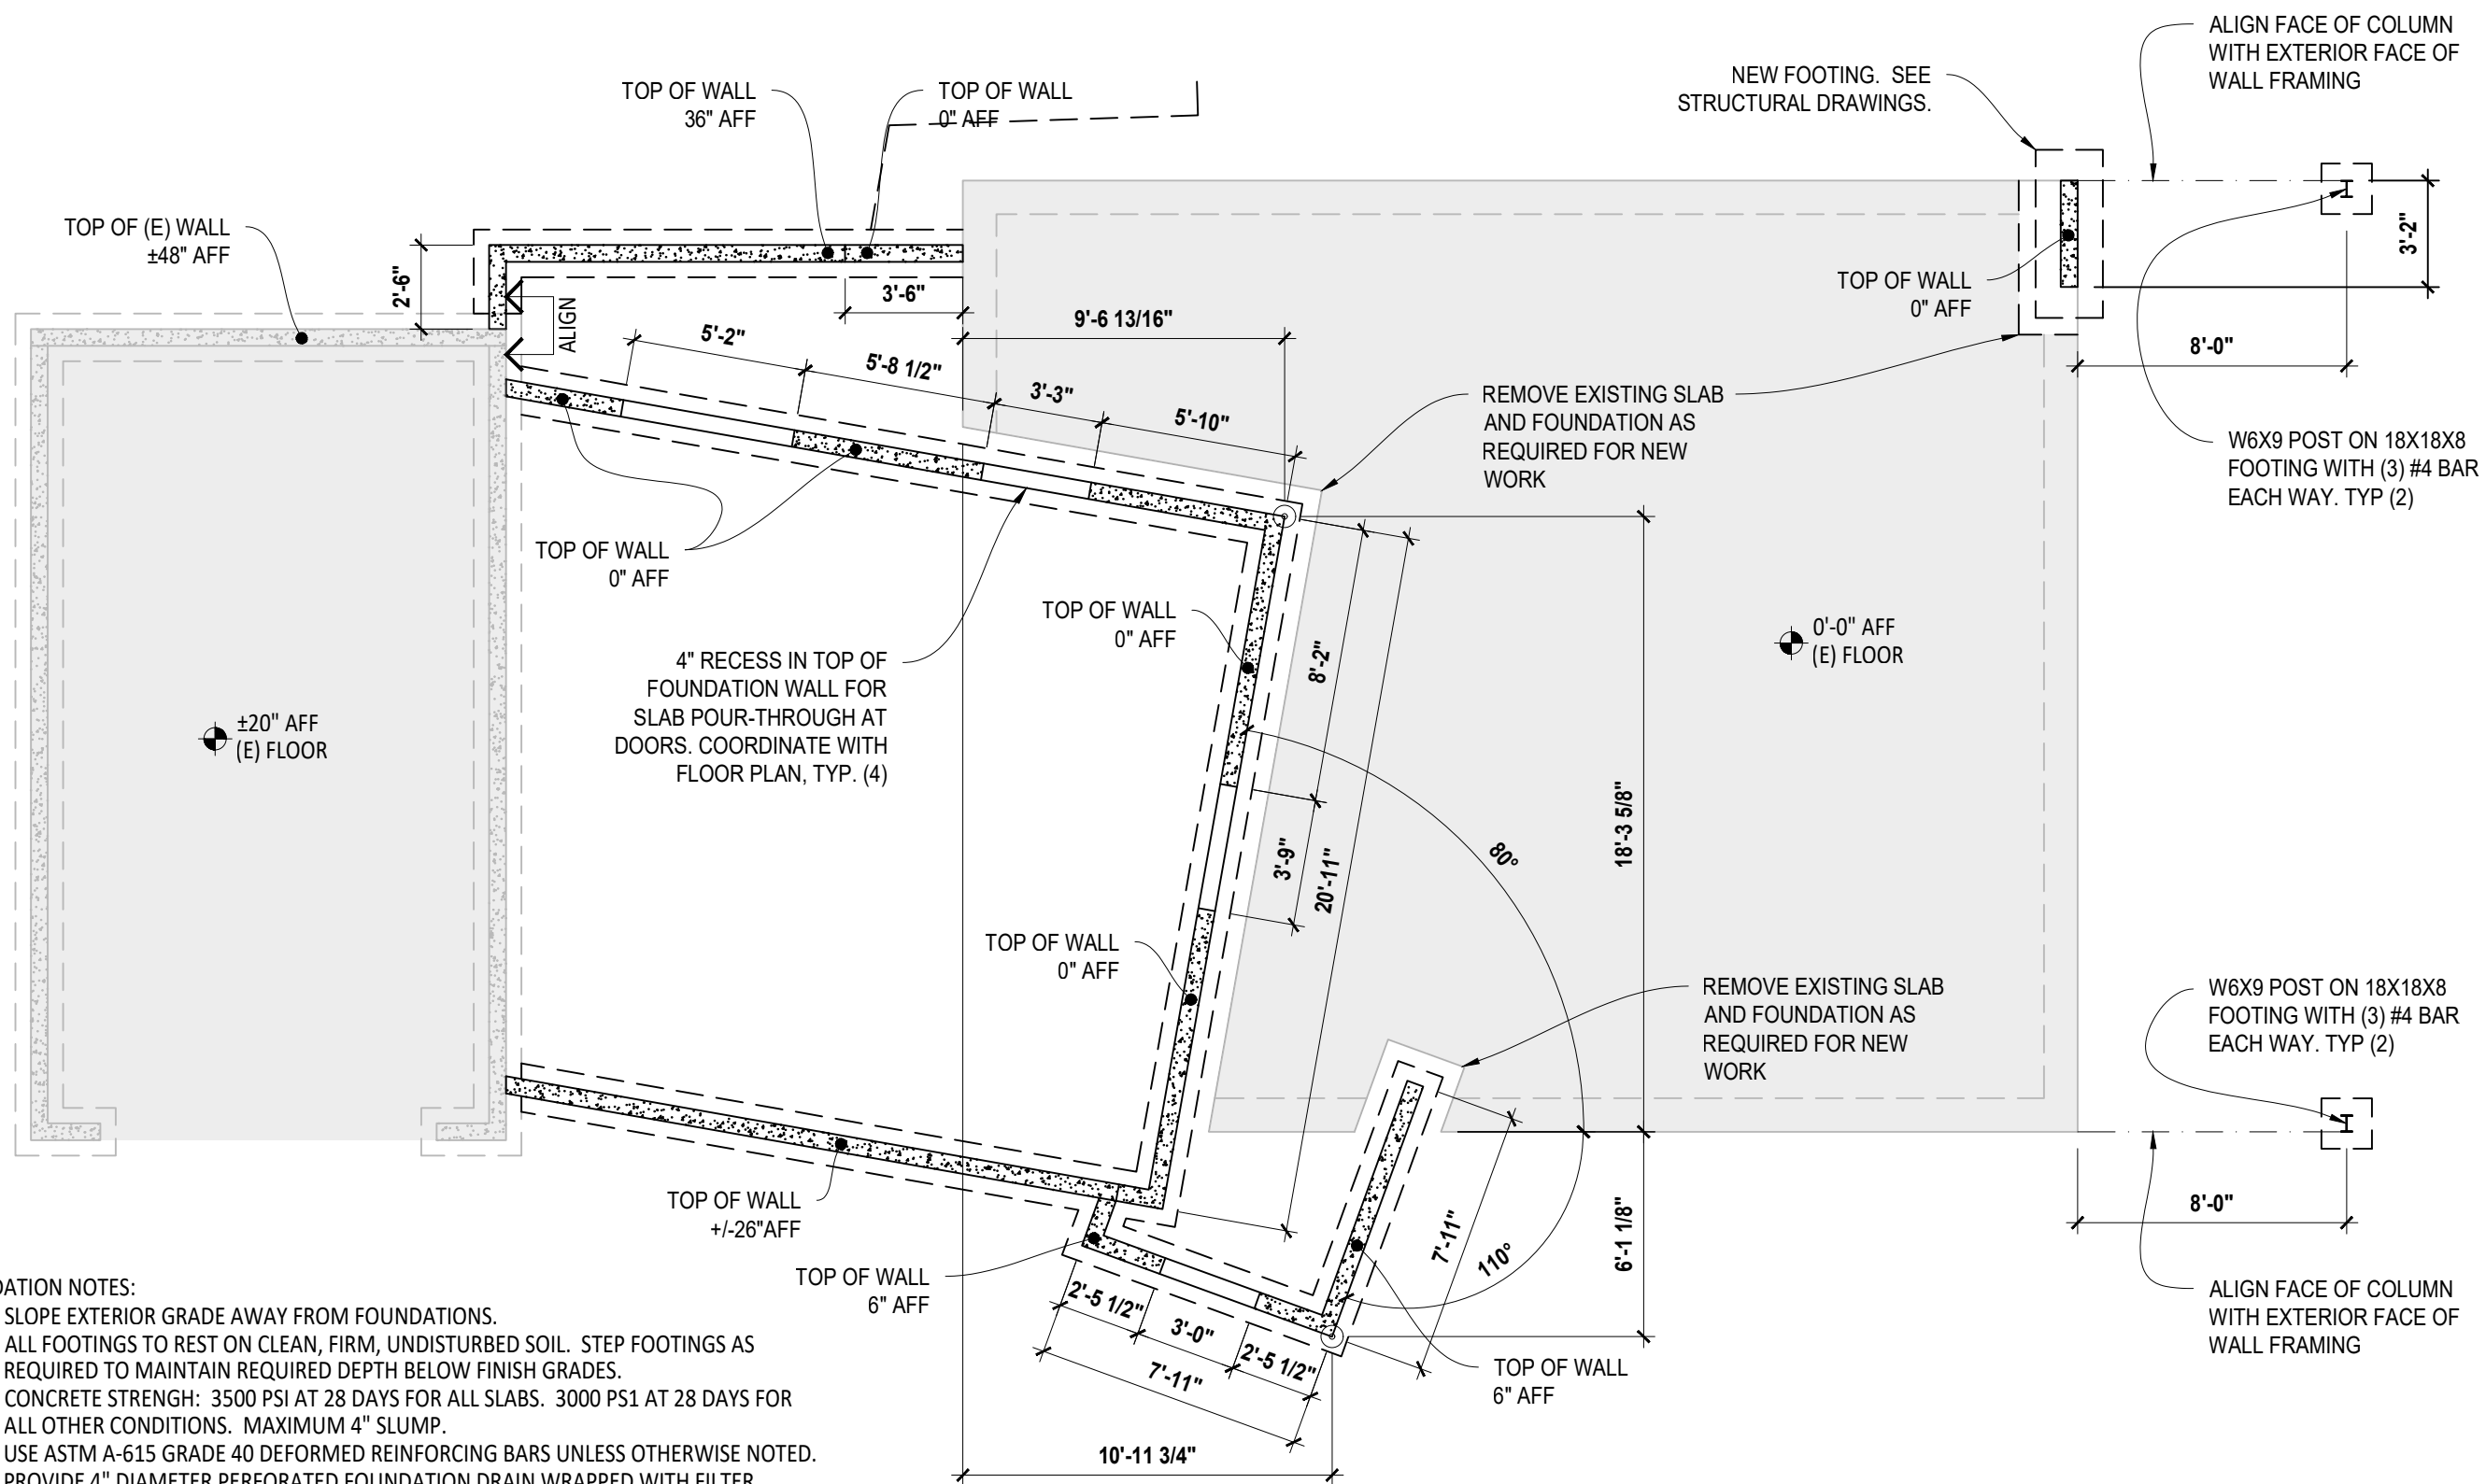 ALIGN FACE OF COLUMN
WITH EXTERIOR FACE OF
WALL FRAMING
NEW FOOTING.  SEE
STRUCTURAL DRAWINGS.
TOP OF WALL
36" AFF
TOP OF WALL
0" AFF
TOP OF (E) WALL
±48" AFF
2'-6"
ALIGN
3'-6"
9'-6 13/16"
5'-2"
5'-8 1/2"
3'-3"
5'-10"
TOP OF WALL
0" AFF
3'-2"
8'-0"
REMOVE EXISTING SLAB
AND FOUNDATION AS
REQUIRED FOR NEW
WORK
W6X9 POST ON 18X18X8
FOOTING WITH (3) #4 BAR
EACH WAY. TYP (2)
TOP OF WALL
0" AFF
TOP OF WALL
0" AFF
4" RECESS IN TOP OF
FOUNDATION WALL FOR
SLAB POUR-THROUGH AT
DOORS. COORDINATE WITH
FLOOR PLAN, TYP. (4)
±20" AFF
(E) FLOOR
0'-0" AFF
(E) FLOOR
8'-2"
3'-9"
20'-11"
80°
18'-3 5/8"
TOP OF WALL
0" AFF
REMOVE EXISTING SLAB
AND FOUNDATION AS
REQUIRED FOR NEW
WORK
W6X9 POST ON 18X18X8
FOOTING WITH (3) #4 BAR
EACH WAY. TYP (2)
TOP OF WALL
+/-26"AFF
TOP OF WALL
6" AFF
7'-11"
110°
6'-1 1/8"
8'-0"
2'-5 1/2"
3'-0"
2'-5 1/2"
7'-11"
TOP OF WALL
6" AFF
10'-11 3/4"
ALIGN FACE OF COLUMN
WITH EXTERIOR FACE OF
WALL FRAMING
DATION NOTES:
SLOPE EXTERIOR GRADE AWAY FROM FOUNDATIONS.
ALL FOOTINGS TO REST ON CLEAN, FIRM, UNDISTURBED SOIL.  STEP FOOTINGS AS
REQUIRED TO MAINTAIN REQUIRED DEPTH BELOW FINISH GRADES.
CONCRETE STRENGH:  3500 PSI AT 28 DAYS FOR ALL SLABS.  3000 PS1 AT 28 DAYS FOR
ALL OTHER CONDITIONS.  MAXIMUM 4" SLUMP.
USE ASTM A-615 GRADE 40 DEFORMED REINFORCING BARS UNLESS OTHERWISE NOTED.
PROVIDE 4" DIAMETER PERFORATED FOUNDATION DRAIN WRAPPED WITH FILTER